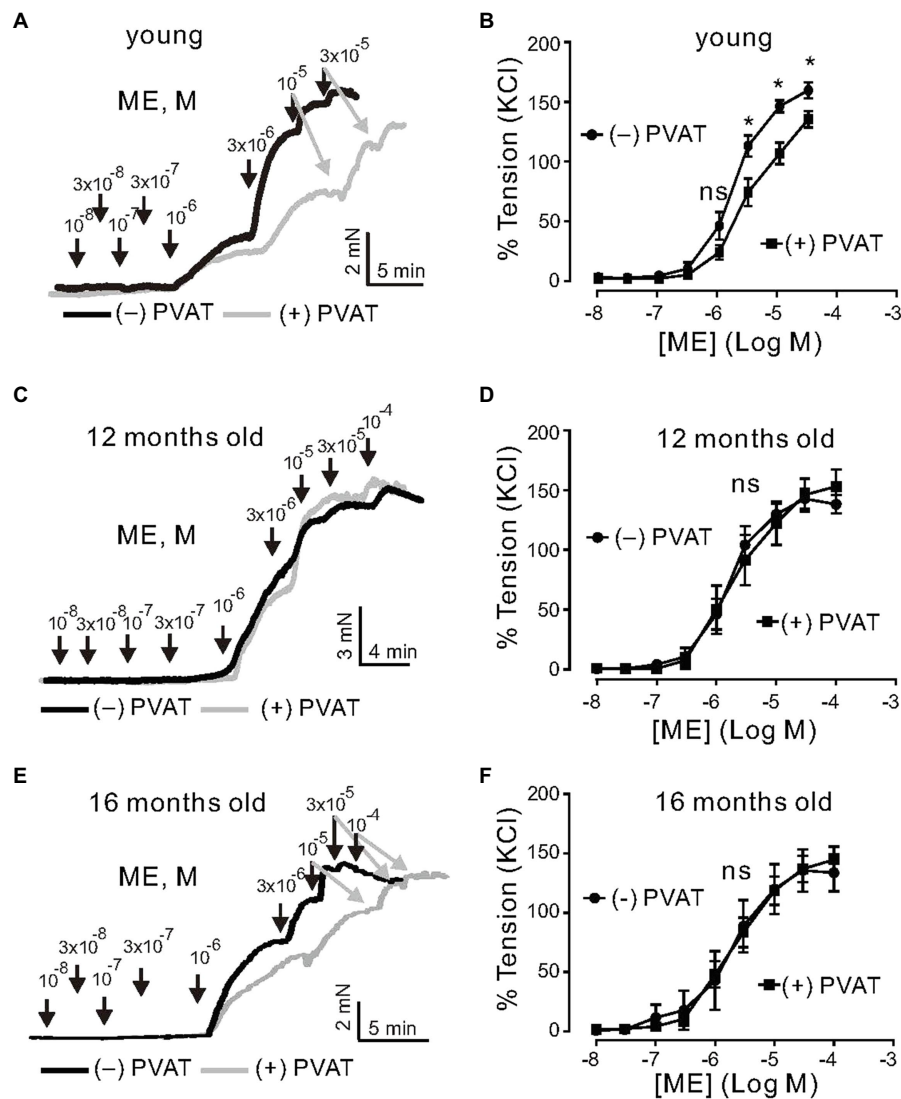 A
young
ME, M
10⁻⁸
3x10⁻⁸
10⁻⁷
3x10⁻⁷
10⁻⁶
3x10⁻⁶
10⁻⁵
3x10⁻⁵
2 mN
5 min
(−) PVAT (+) PVAT
B
young
% Tension (KCl)
200
150
100
50
0
ns
*
*
*
(−) PVAT
(+) PVAT
-8 -7 -6 -5 -4 -3
[ME] (Log M)
C
12 months old
ME, M
10⁻⁸
3x10⁻⁸
10⁻⁷
3x10⁻⁷
10⁻⁶
3x10⁻⁶
10⁻⁵
3x10⁻⁵
10⁻⁴
3 mN
4 min
(−) PVAT (+) PVAT
D
12 months old
% Tension (KCl)
200
150
100
50
0
ns
(−) PVAT
(+) PVAT
-8 -7 -6 -5 -4 -3
[ME] (Log M)
E
16 months old
ME, M
10⁻⁸
3x10⁻⁸
10⁻⁷
3x10⁻⁷
10⁻⁶
3x10⁻⁶
10⁻⁵
3x10⁻⁵
10⁻⁴
2 mN
5 min
(−) PVAT (+) PVAT
F
16 months old
% Tension (KCl)
200
150
100
50
0
ns
(-) PVAT
(+) PVAT
-8 -7 -6 -5 -4 -3
[ME] (Log M)